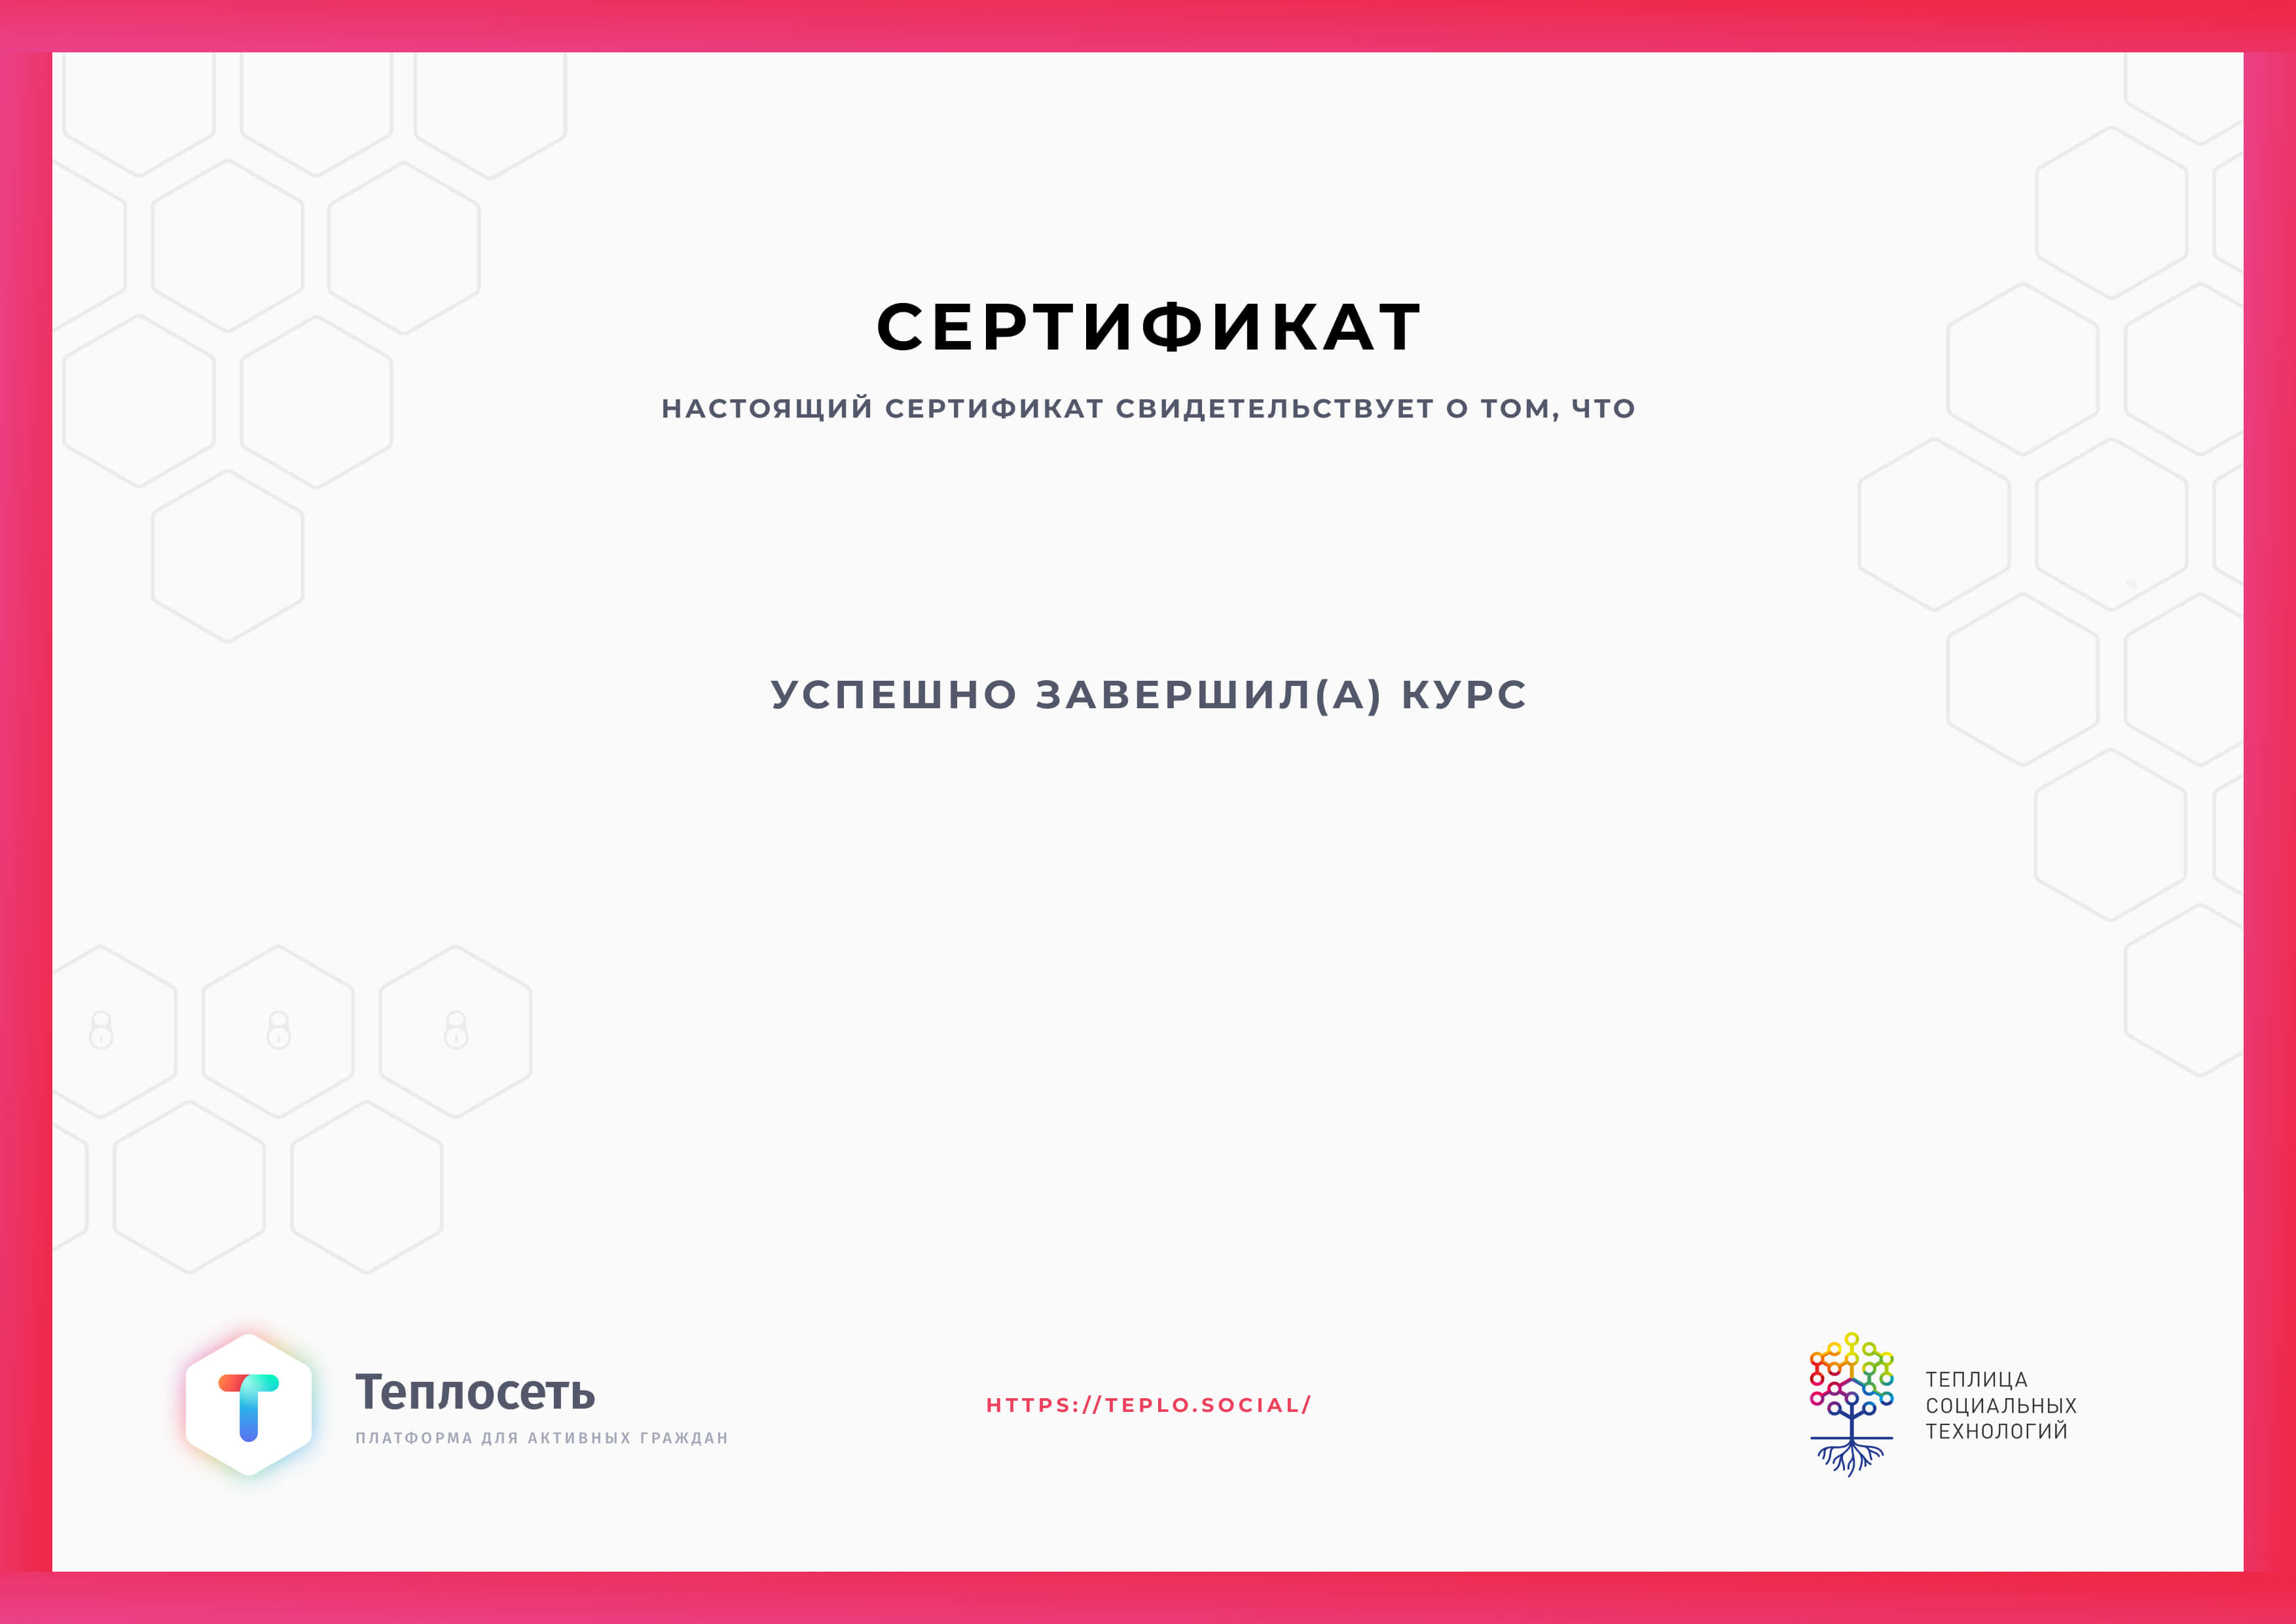 СЕРТИФИКАТ
НАСТОЯЩИЙ СЕРТИФИКАТ СВИДЕТЕЛЬСТВУЕТ О ТОМ, ЧТО
УСПЕШНО ЗАВЕРШИЛ(А) КУРС
Теплосеть
ПЛАТФОРМА ДЛЯ АКТИВНЫХ ГРАЖДАН
HTTPS://TEPLO.SOCIAL/
ТЕПЛИЦА
СОЦИАЛЬНЫХ
ТЕХНОЛОГИЙ